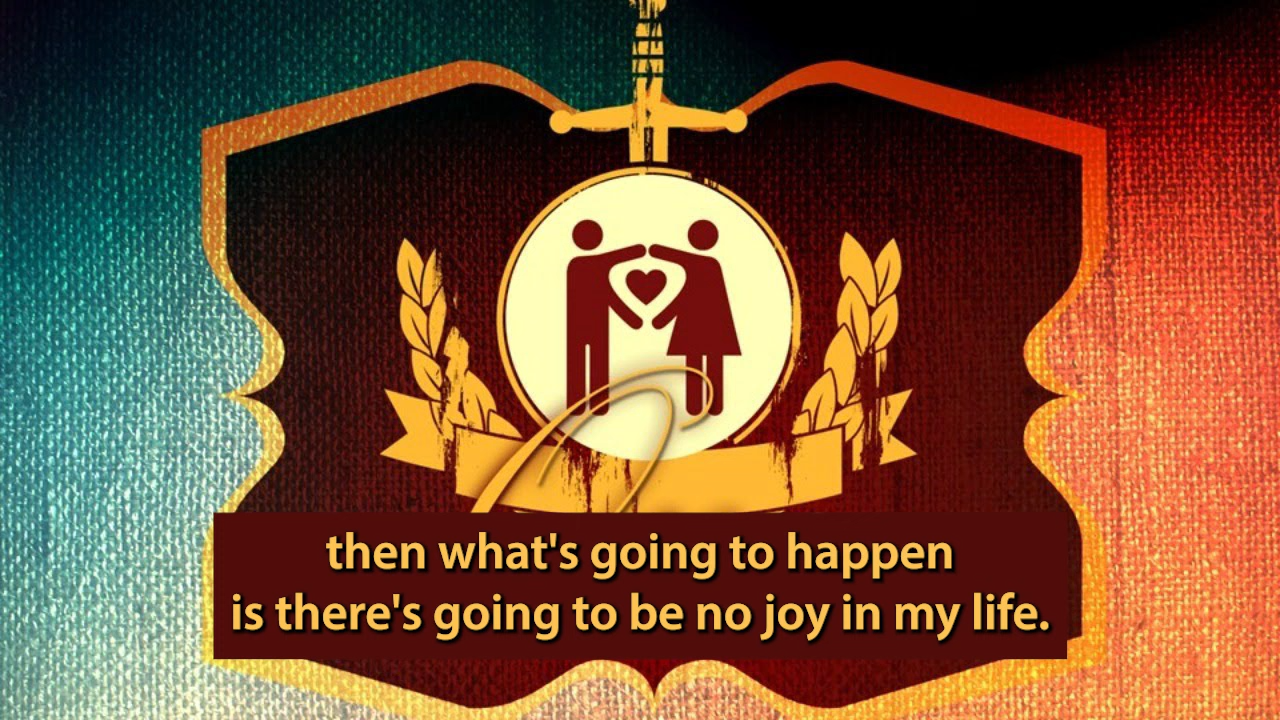 then what's going to happen
is there's going to be no joy in my life.